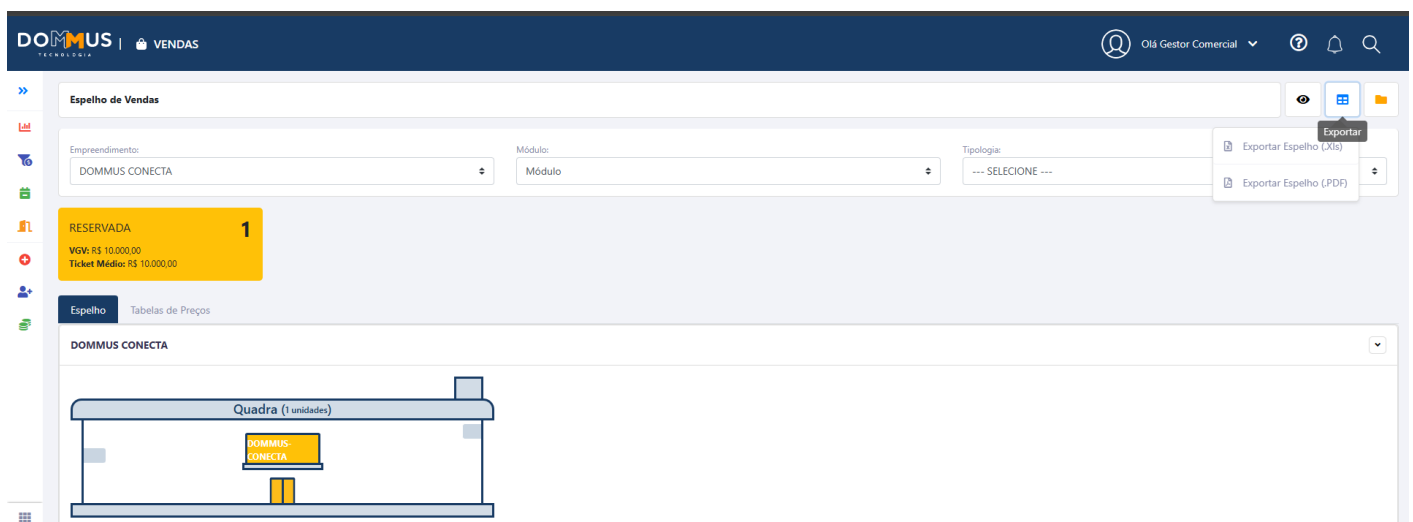 DOMMUS
TECNOLOGIA
VENDAS
Olá Gestor Comercial
Espelho de Vendas
Exportar
Exportar Espelho (.Xls)
Exportar Espelho (.PDF)
Empreendimento:
DOMMUS CONECTA
Módulo:
Módulo
Tipologia:
--- SELECIONE ---
RESERVADA 1
VGV: R$ 10.000,00
Ticket Médio: R$ 10.000,00
Espelho
Tabelas de Preços
DOMMUS CONECTA
Quadra (1 unidades)
DOMMUS-
CONECTA